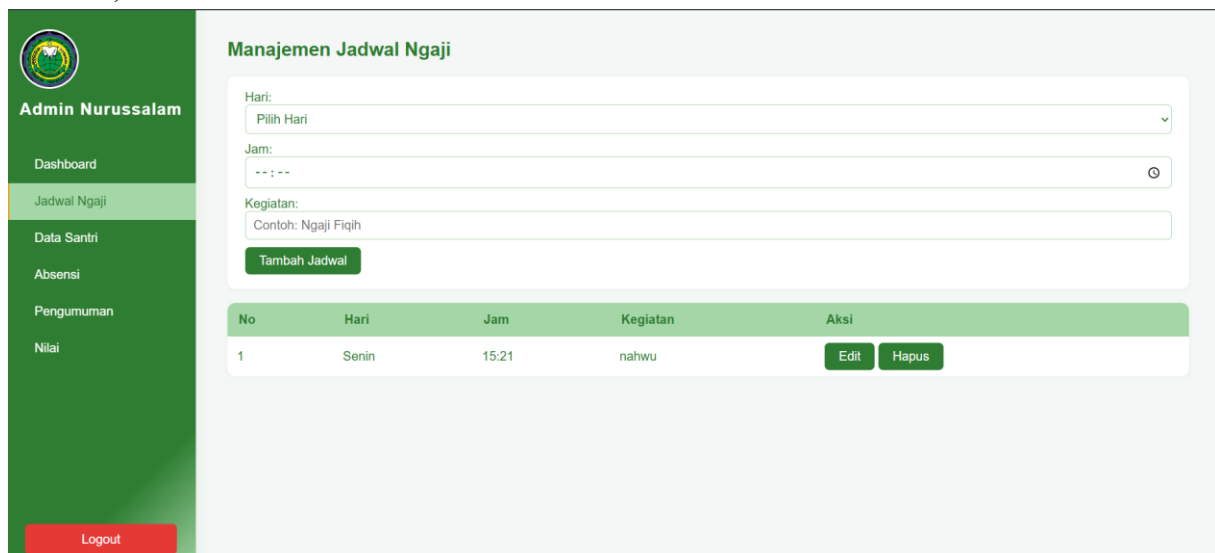 Manajemen Jadwal Ngaji
Admin Nurussalam
Dashboard
Jadwal Ngaji
Data Santri
Absensi
Pengumuman
Nilai
Logout
Hari:
Pilih Hari
Jam:
--:--
Kegiatan:
Contoh: Ngaji Fiqih
Tambah Jadwal
No Hari Jam Kegiatan Aksi
1 Senin 15:21 nahwu Edit Hapus